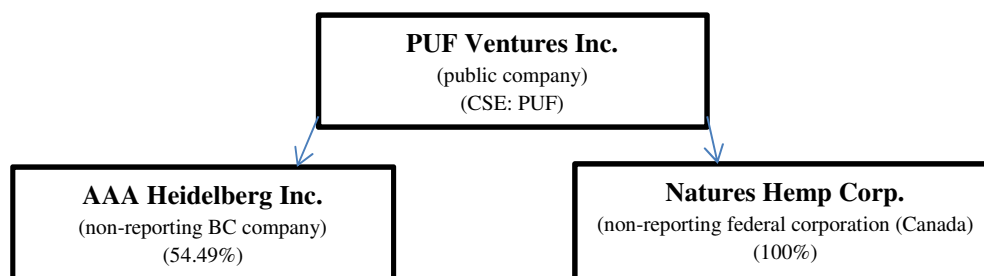 PUF Ventures Inc.
(public company)
(CSE: PUF)
AAA Heidelberg Inc.
(non-reporting BC company)
(54.49%)
Natures Hemp Corp.
(non-reporting federal corporation (Canada)
(100%)